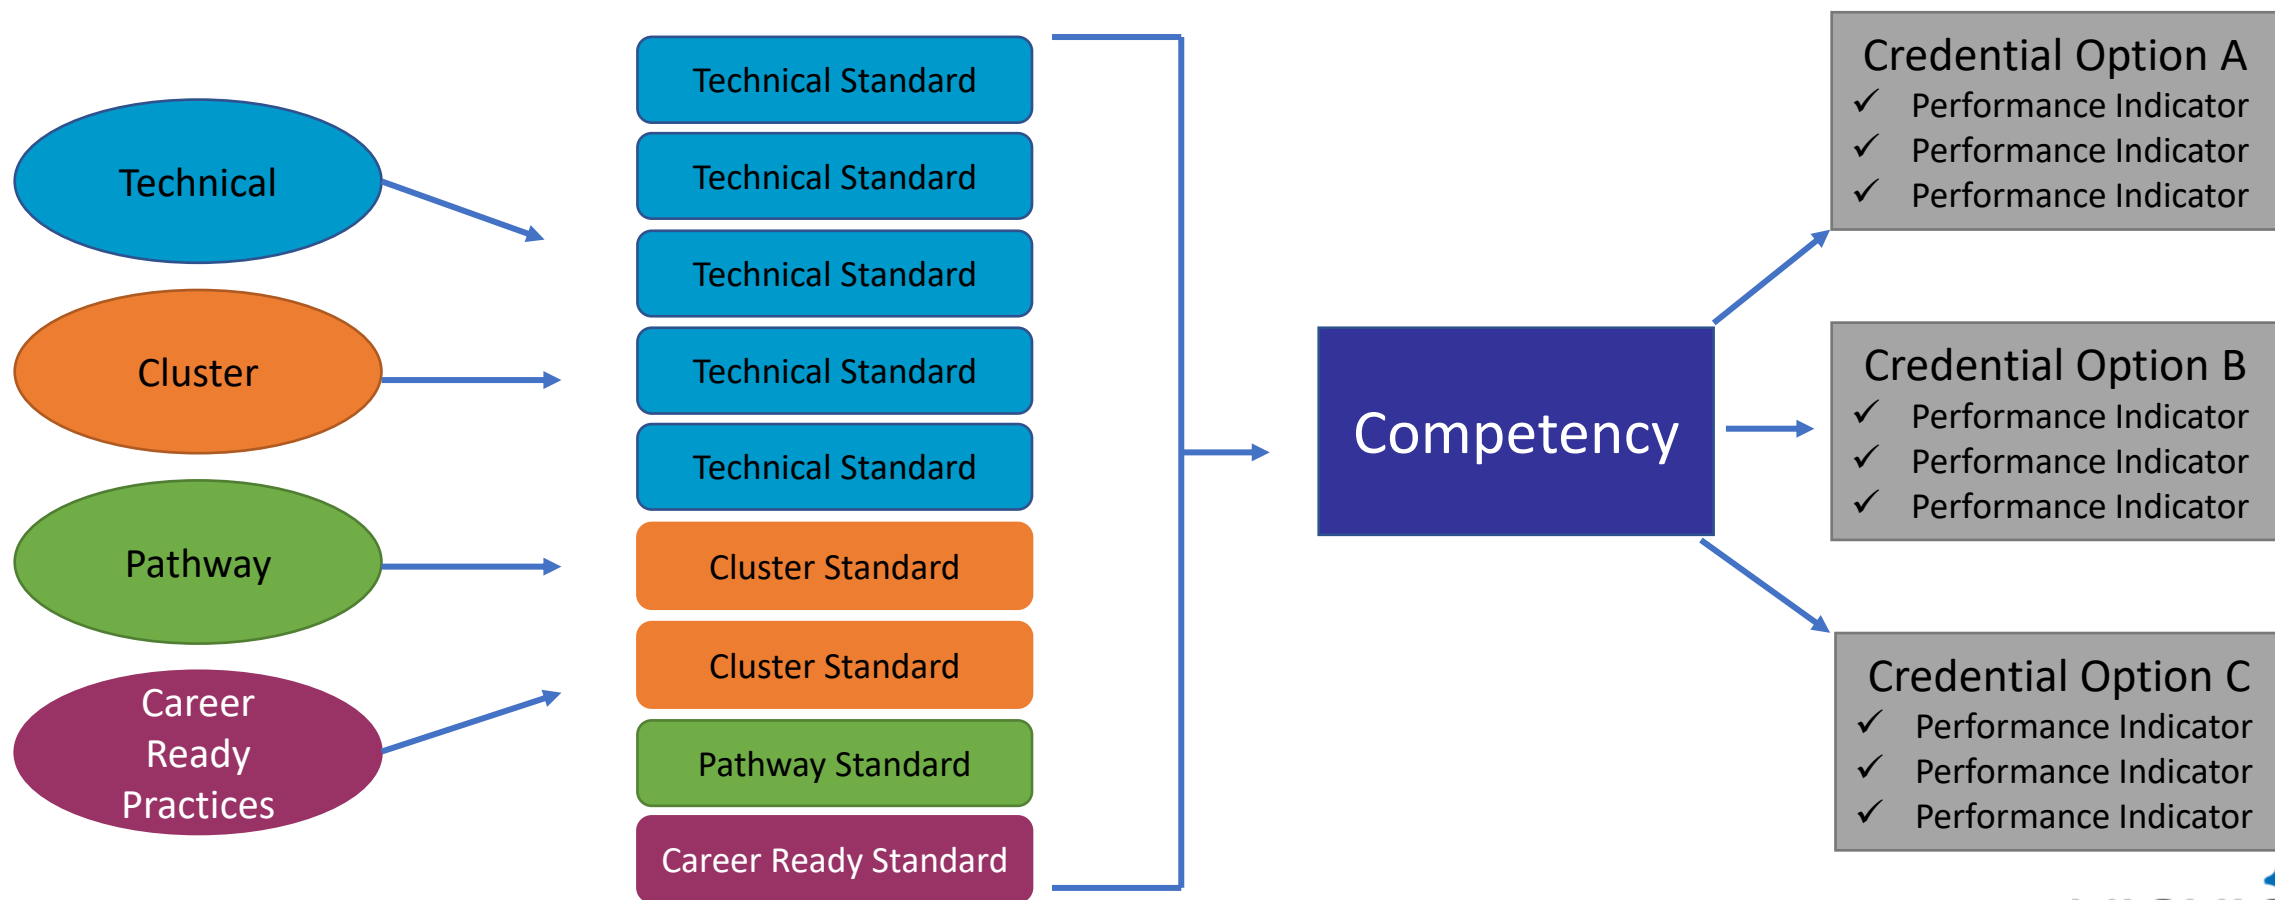 Technical
Cluster
Pathway
Career
Ready
Practices
Technical Standard
Technical Standard
Technical Standard
Technical Standard
Technical Standard
Cluster Standard
Cluster Standard
Pathway Standard
Career Ready Standard
Competency
Credential Option A
✓ Performance Indicator
✓ Performance Indicator
✓ Performance Indicator
Credential Option B
✓ Performance Indicator
✓ Performance Indicator
✓ Performance Indicator
Credential Option C
✓ Performance Indicator
✓ Performance Indicator
✓ Performance Indicator